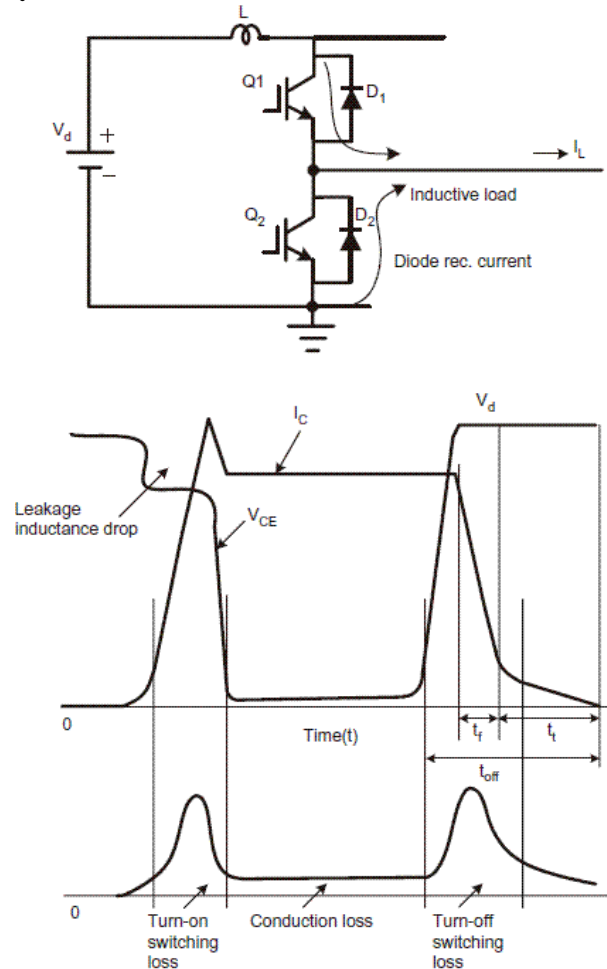 L
Q1
D1
Vd
+
–
IL
Inductive load
Q2
D2
Diode rec. current
Vd
IC
Leakage
inductance drop
VCE
0
Time(t)
tf
tt
toff
0
Turn-on
switching
loss
Conduction loss
Turn-off
switching
loss